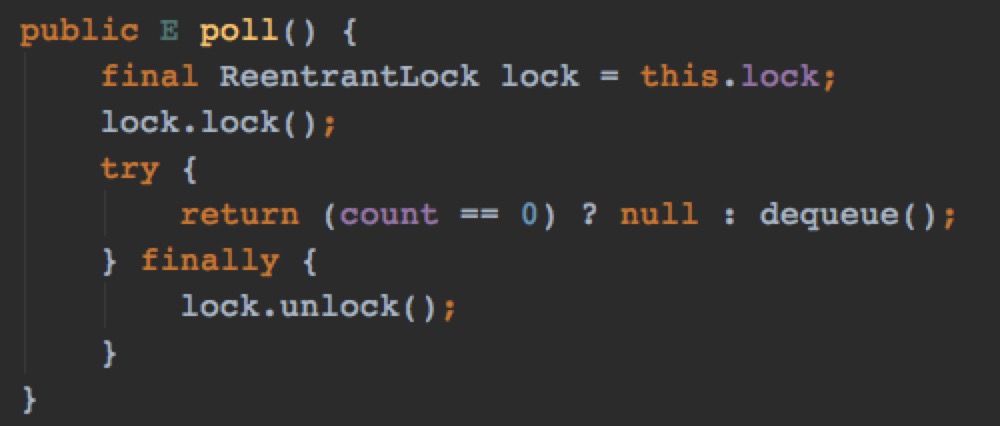 public E poll() {
    final ReentrantLock lock = this.lock;
    lock.lock();
    try {
        return (count == 0) ? null : dequeue();
    } finally {
        lock.unlock();
    }
}